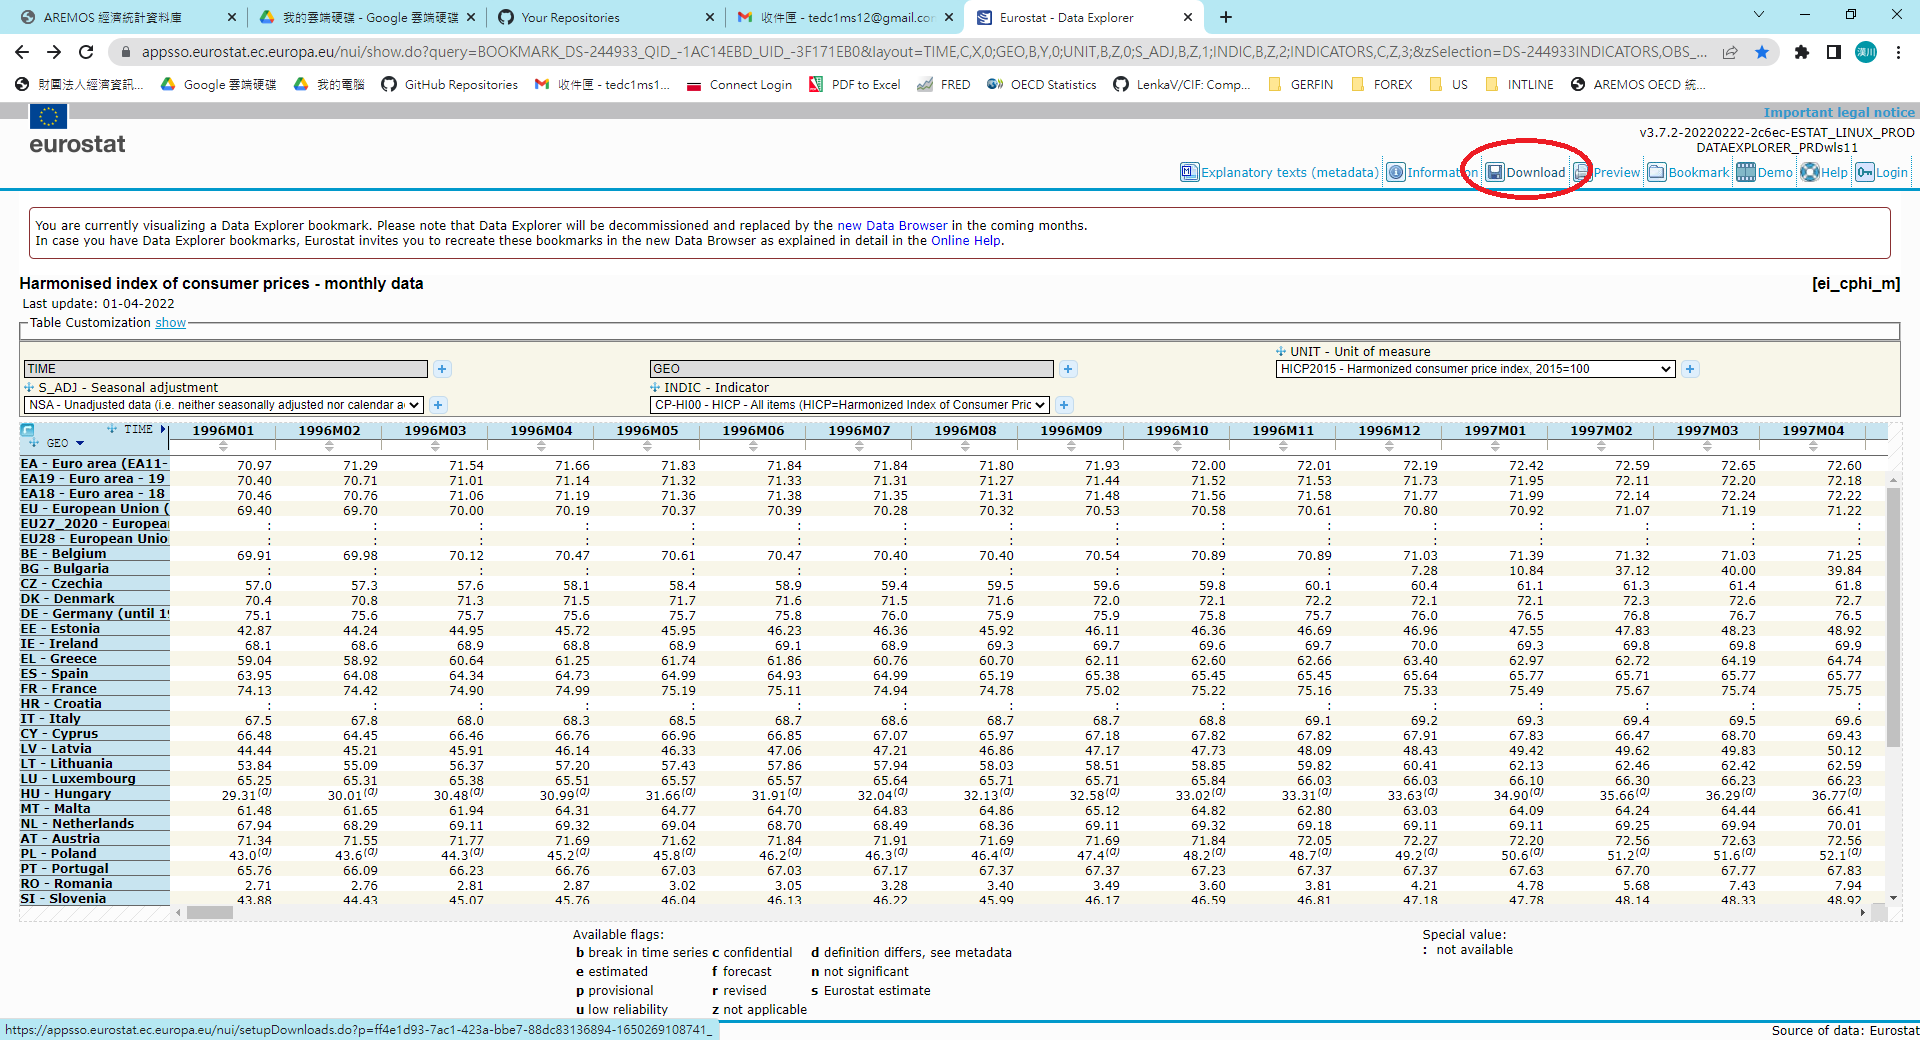 AREMOS 經濟統計資料庫
我的雲端硬碟 - Google 雲端硬碟
Your Repositories
收件匣 - tedc1ms12@gmail.co
Eurostat - Data Explorer
appsso.eurostat.ec.europa.eu/nui/show.do?query=BOOKMARK_DS-244933_QID_-1AC14EBD_UID_-3F171EB0&layout=TIME,C,X,0;GEO,B,Y,0;UNIT,B,Z,0;S_ADJ,B,Z,1;INDIC,B,Z,2;INDICATORS,C,Z,3;&zSelection=DS-244933INDICATORS,OBS_...
漢川
財團法人經濟資訊... Google 雲端硬碟 我的電腦 GitHub Repositories 收件匣 - tedc1ms1... Connect Login PDF to Excel FRED OECD Statistics LenkaV/CIF: Comp... GERFIN FOREX US INTLINE AREMOS OECD 統...
Important legal notice
eurostat
v3.7.2-20220222-2c6ec-ESTAT_LINUX_PROD
DATAEXPLORER_PRDwls11
Explanatory texts (metadata) Information Download Preview Bookmark Demo Help Login
You are currently visualizing a Data Explorer bookmark. Please note that Data Explorer will be decommissioned and replaced by the new Data Browser in the coming months.
In case you have Data Explorer bookmarks, Eurostat invites you to recreate these bookmarks in the new Data Browser as explained in detail in the Online Help.
Harmonised index of consumer prices - monthly data [ei_cphi_m]
Last update: 01-04-2022
Table Customization show
UNIT - Unit of measure
TIME GEO HICP2015 - Harmonized consumer price index, 2015=100
S_ADJ - Seasonal adjustment INDIC - Indicator
NSA - Unadjusted data (i.e. neither seasonally adjusted nor calendar a CP-HI00 - HICP - All items (HICP=Harmonized Index of Consumer Pric
TIME 1996M01 1996M02 1996M03 1996M04 1996M05 1996M06 1996M07 1996M08 1996M09 1996M10 1996M11 1996M12 1997M01 1997M02 1997M03 1997M04
GEO
EA - Euro area (EA11- 70.97 71.29 71.54 71.66 71.83 71.84 71.84 71.80 71.93 72.00 72.01 72.19 72.42 72.59 72.65 72.60
EA19 - Euro area - 19 70.40 70.71 71.01 71.14 71.32 71.33 71.31 71.27 71.44 71.52 71.53 71.73 71.95 72.11 72.20 72.18
EA18 - Euro area - 18 70.46 70.76 71.06 71.19 71.36 71.38 71.35 71.31 71.48 71.56 71.58 71.77 71.99 72.14 72.24 72.22
EU - European Union ( 69.40 69.70 70.00 70.19 70.37 70.39 70.28 70.32 70.53 70.58 70.61 70.80 70.92 71.07 71.19 71.22
EU27_2020 - European : : : : : : : : : : : : : : : :
EU28 - European Unio : : : : : : : : : : : : : : : :
BE - Belgium 69.91 69.98 70.12 70.47 70.61 70.47 70.40 70.40 70.54 70.89 70.89 71.03 71.39 71.32 71.03 71.25
BG - Bulgaria : : : : : : : : : : : 7.28 10.84 37.12 40.00 39.84
CZ - Czechia 57.0 57.3 57.6 58.1 58.4 58.9 59.4 59.5 59.6 59.8 60.1 60.4 61.1 61.3 61.4 61.8
DK - Denmark 70.4 70.8 71.3 71.5 71.7 71.6 71.5 71.6 72.0 72.1 72.2 72.1 72.1 72.3 72.6 72.7
DE - Germany (until 19 75.1 75.6 75.7 75.6 75.7 75.8 76.0 75.9 75.9 75.8 75.7 76.0 76.5 76.8 76.7 76.5
EE - Estonia 42.87 44.24 44.95 45.72 45.95 46.23 46.36 45.92 46.11 46.36 46.69 46.96 47.55 47.83 48.23 48.92
IE - Ireland 68.1 68.6 68.9 68.8 68.9 69.1 68.9 69.3 69.7 69.6 69.7 70.0 69.3 69.8 69.8 69.9
EL - Greece 59.04 58.92 60.64 61.25 61.74 61.86 60.76 60.70 62.11 62.60 62.66 63.40 62.97 62.72 64.19 64.74
ES - Spain 63.95 64.08 64.34 64.73 64.99 64.93 64.99 65.19 65.38 65.45 65.45 65.64 65.77 65.71 65.77 65.77
FR - France 74.13 74.42 74.90 74.99 75.19 75.11 74.94 74.78 75.02 75.22 75.16 75.33 75.49 75.67 75.74 75.75
HR - Croatia : : : : : : : : : : : : : : : :
IT - Italy 67.5 67.8 68.0 68.3 68.5 68.7 68.6 68.7 68.7 68.8 69.1 69.2 69.3 69.4 69.5 69.6
CY - Cyprus 66.48 64.45 66.46 66.76 66.96 66.85 67.07 65.97 67.18 67.82 67.82 67.91 67.83 66.47 68.70 69.43
LV - Latvia 44.44 45.21 45.91 46.14 46.33 47.06 47.21 46.86 47.17 47.73 48.09 48.43 49.42 49.62 49.83 50.12
LT - Lithuania 53.84 55.09 56.37 57.20 57.43 57.86 57.94 58.03 58.51 58.85 59.82 60.41 62.13 62.46 62.42 62.59
LU - Luxembourg 65.25 65.31 65.38 65.51 65.57 65.57 65.64 65.71 65.71 65.84 66.03 66.03 66.10 66.30 66.23 66.23
HU - Hungary 29.31(d) 30.01(d) 30.48(d) 30.99(d) 31.66(d) 31.91(d) 32.04(d) 32.13(d) 32.58(d) 33.02(d) 33.31(d) 33.63(d) 34.90(d) 35.66(d) 36.29(d) 36.77(d)
MT - Malta 61.48 61.65 61.94 64.31 64.77 64.70 64.83 64.86 65.12 64.82 62.80 63.03 64.09 64.24 64.44 66.41
NL - Netherlands 67.94 68.29 69.11 69.32 69.04 68.70 68.49 68.36 69.11 69.32 69.18 69.11 69.11 69.25 69.94 70.01
AT - Austria 71.34 71.55 71.77 71.69 71.62 71.84 71.91 71.69 71.69 71.84 72.05 72.27 72.20 72.56 72.63 72.56
PL - Poland 43.0(d) 43.6(d) 44.3(d) 45.2(d) 45.8(d) 46.2(d) 46.3(d) 46.4(d) 47.4(d) 48.2(d) 48.7(d) 49.2(d) 50.6(d) 51.2(d) 51.6(d) 52.1(d)
PT - Portugal 65.76 66.09 66.23 66.76 67.03 67.03 67.17 67.37 67.37 67.23 67.37 67.37 67.63 67.70 67.77 67.83
RO - Romania 2.71 2.76 2.81 2.87 3.02 3.05 3.28 3.40 3.49 3.60 3.81 4.21 4.78 5.68 7.43 7.94
SI - Slovenia 43.88 44.43 45.07 45.76 46.04 46.13 46.22 45.99 46.17 46.59 46.81 47.18 47.78 48.14 48.33 48.92
Available flags: Special value:
b break in time series c confidential d definition differs, see metadata : not available
e estimated f forecast n not significant
p provisional r revised s Eurostat estimate
u low reliability z not applicable
https://appsso.eurostat.ec.europa.eu/nui/setupDownloads.do?p=ff4e1d93-7ac1-423a-bbe7-88dc83136894-1650269108741_
Source of data: Eurostat